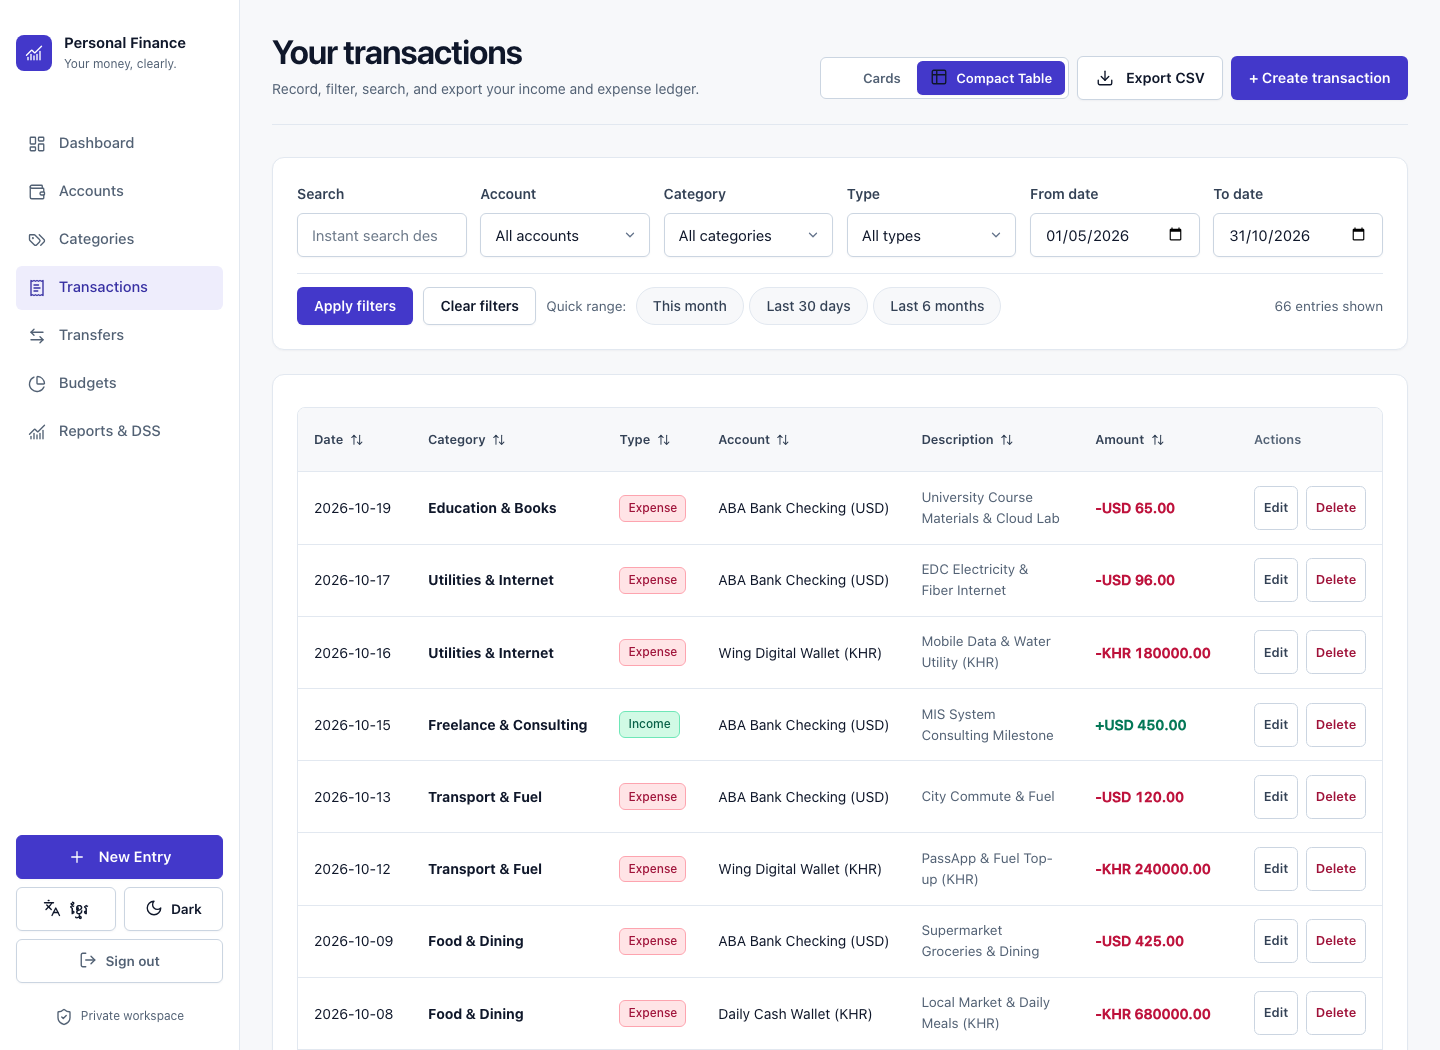 Personal Finance
Your money, clearly.
Dashboard
Accounts
Categories
Transactions
Transfers
Budgets
Reports & DSS
New Entry
ខ្មែរ
Dark
Sign out
Private workspace
Your transactions
Record, filter, search, and export your income and expense ledger.
Cards
Compact Table
Export CSV
+ Create transaction
Search
Account
Category
Type
From date
To date
Instant search des
All accounts
All categories
All types
01/05/2026
31/10/2026
Apply filters
Clear filters
Quick range:
This month
Last 30 days
Last 6 months
66 entries shown
Date
Category
Type
Account
Description
Amount
Actions
2026-10-19
Education & Books
Expense
ABA Bank Checking (USD)
University Course
Materials & Cloud Lab
-USD 65.00
Edit
Delete
2026-10-17
Utilities & Internet
Expense
ABA Bank Checking (USD)
EDC Electricity &
Fiber Internet
-USD 96.00
Edit
Delete
2026-10-16
Utilities & Internet
Expense
Wing Digital Wallet (KHR)
Mobile Data & Water
Utility (KHR)
-KHR 180000.00
Edit
Delete
2026-10-15
Freelance & Consulting
Income
ABA Bank Checking (USD)
MIS System
Consulting Milestone
+USD 450.00
Edit
Delete
2026-10-13
Transport & Fuel
Expense
ABA Bank Checking (USD)
City Commute & Fuel
-USD 120.00
Edit
Delete
2026-10-12
Transport & Fuel
Expense
Wing Digital Wallet (KHR)
PassApp & Fuel Top-
up (KHR)
-KHR 240000.00
Edit
Delete
2026-10-09
Food & Dining
Expense
ABA Bank Checking (USD)
Supermarket
Groceries & Dining
-USD 425.00
Edit
Delete
2026-10-08
Food & Dining
Expense
Daily Cash Wallet (KHR)
Local Market & Daily
Meals (KHR)
-KHR 680000.00
Edit
Delete